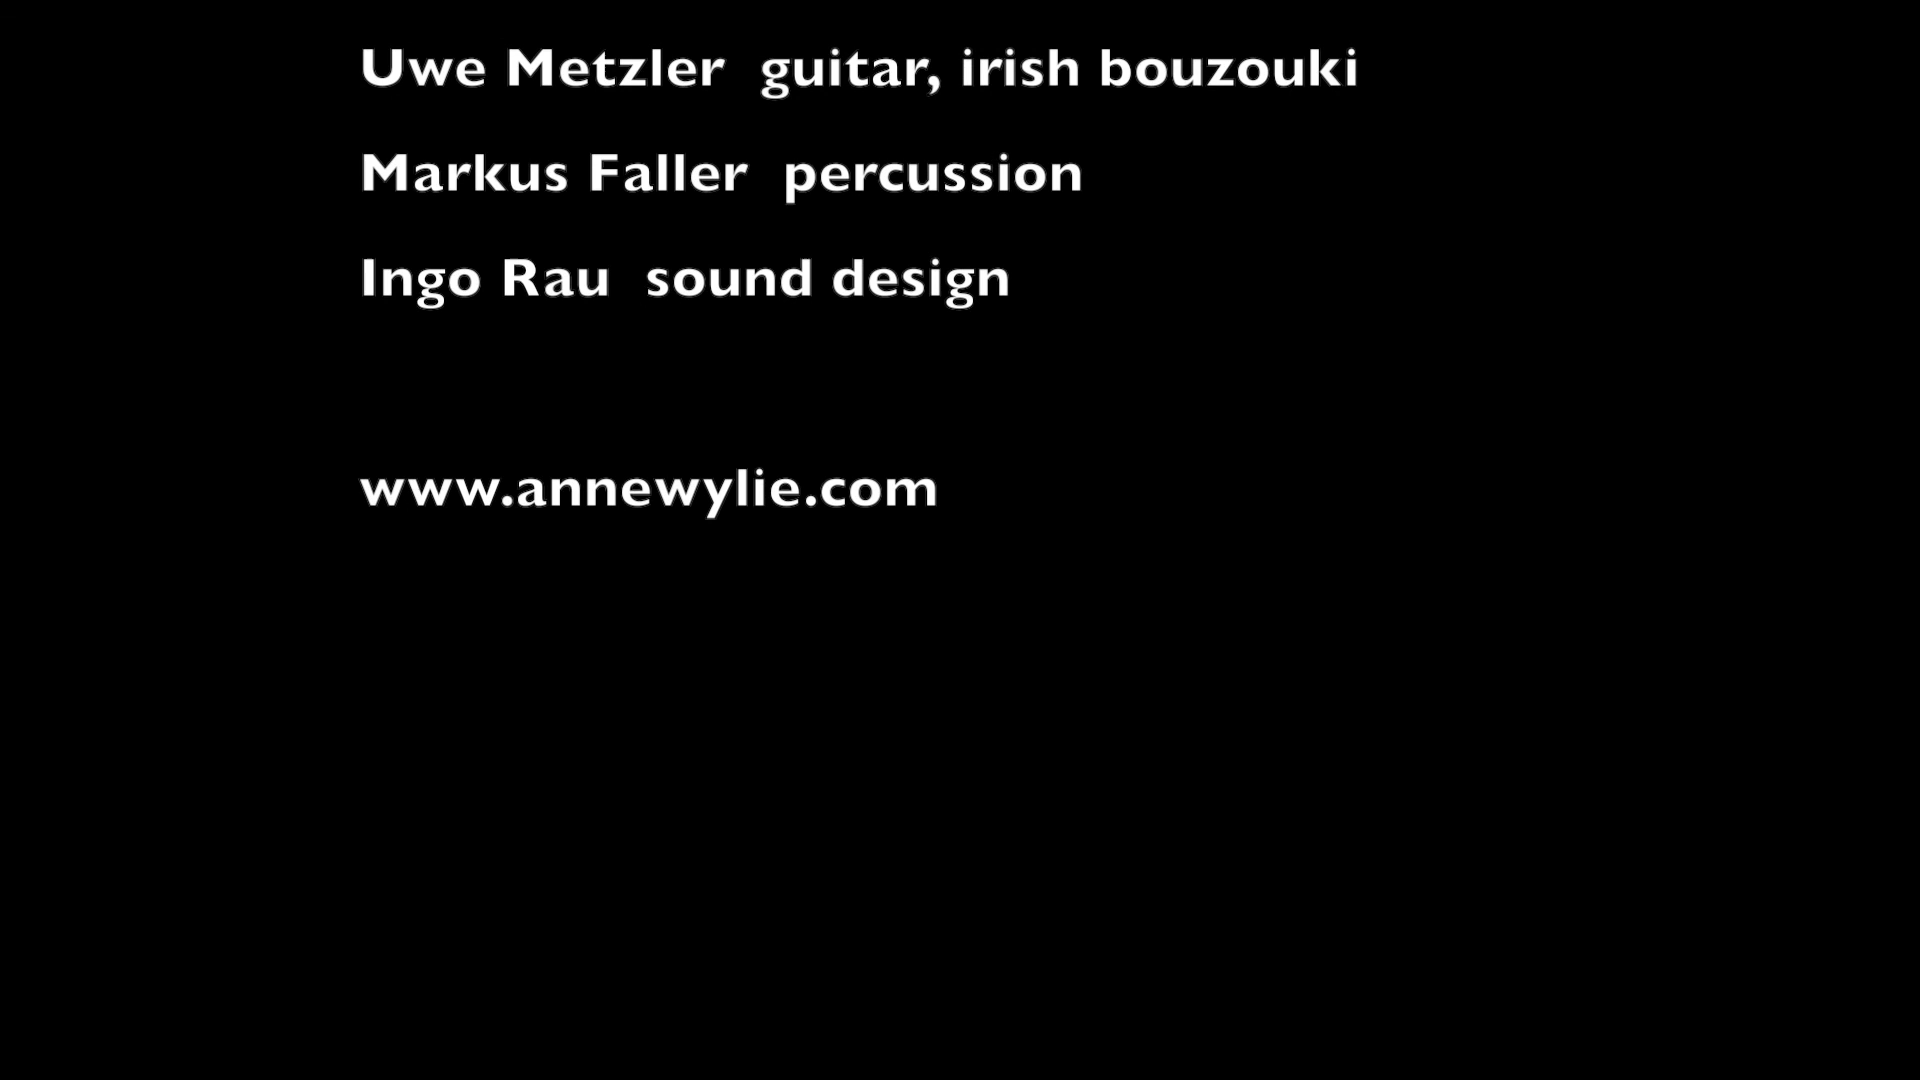 Uwe Metzler  guitar, irish bouzouki
Markus Faller  percussion
Ingo Rau  sound design
www.annewylie.com